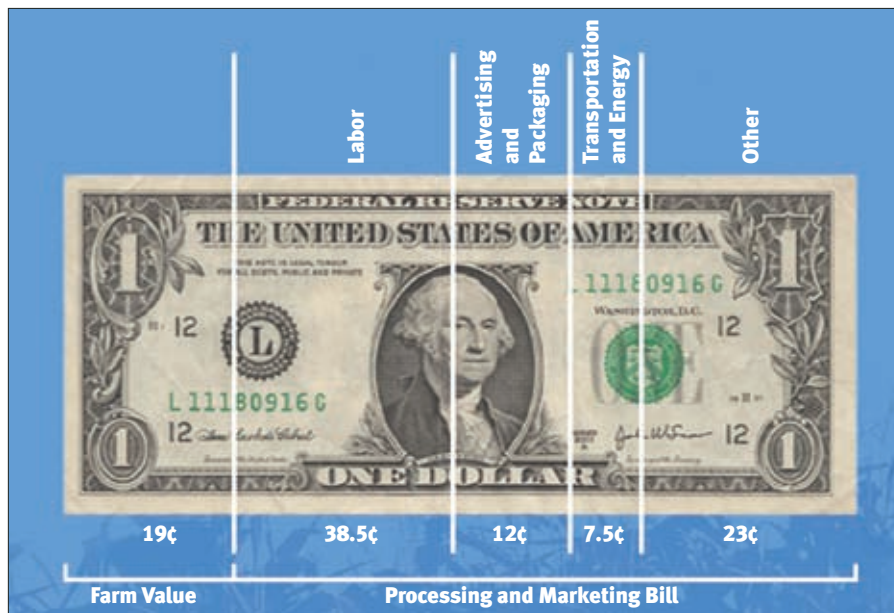 Labor
Advertising
and
Packaging
Transportation
and Energy
Other
FEDERAL RESERVE NOTE
THE UNITED STATES OF AMERICA
THIS NOTE IS LEGAL TENDER
FOR ALL DEBTS, PUBLIC AND PRIVATE
1
1
L 11180916 G
WASHINGTON, D.C.
12
12
L
ONE
L 11180916 G
12
12
1
1
ONE DOLLAR
19¢
38.5¢
12¢
7.5¢
23¢
Farm Value
Processing and Marketing Bill